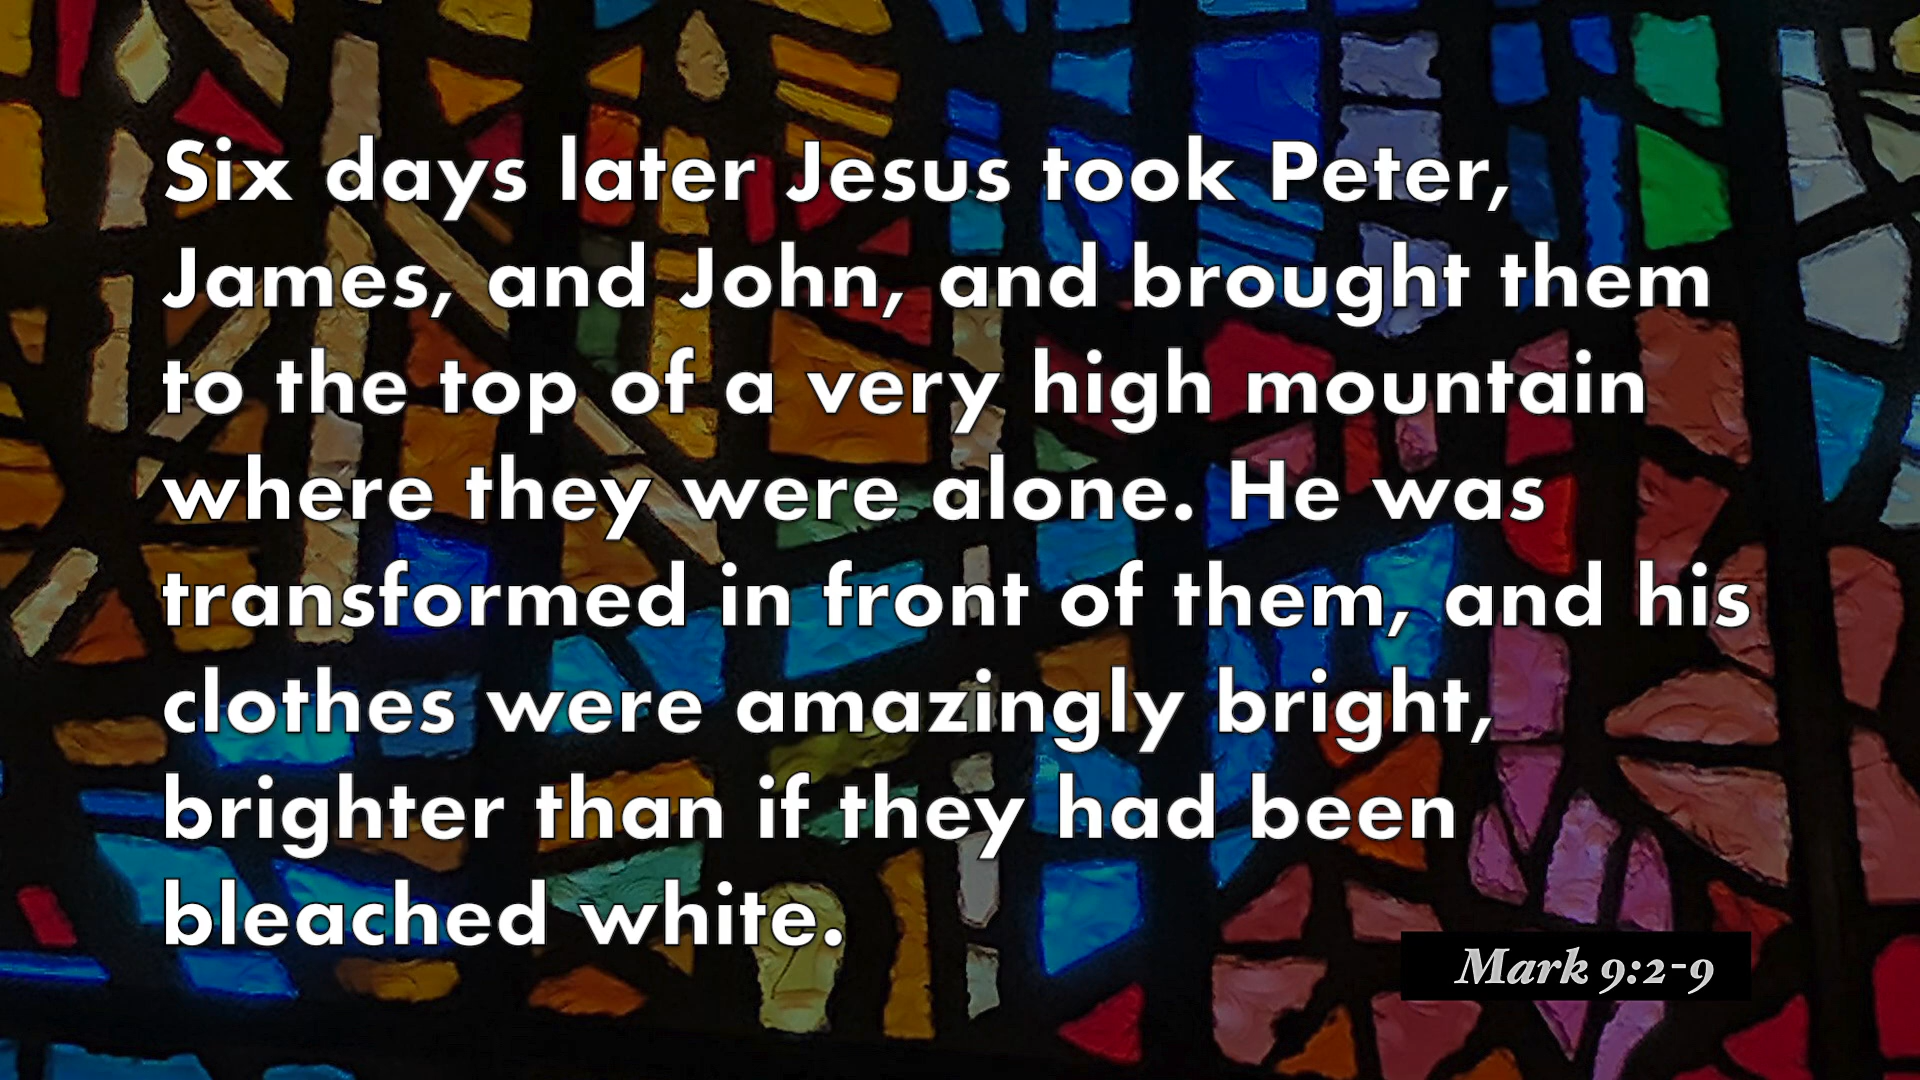 Six days later Jesus took Peter,
James, and John, and brought them
to the top of a very high mountain
where they were alone. He was
transformed in front of them, and his
clothes were amazingly bright,
brighter than if they had been
bleached white.
Mark 9:2-9